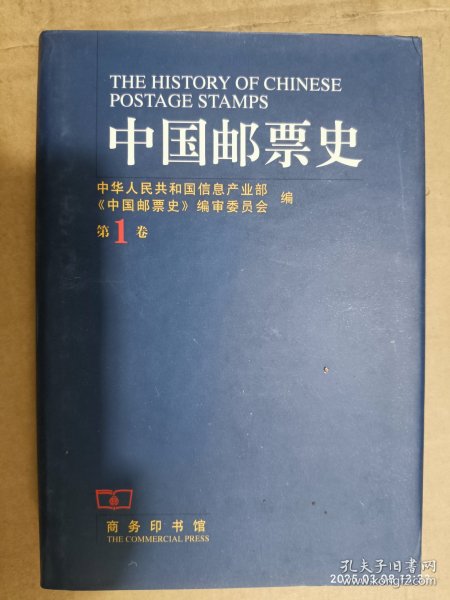 THE HISTORY OF CHINESE
POSTAGE STAMPS
中国邮票史
中华人民共和国信息产业部
《中国邮票史》编审委员会 编
第1卷
商务印书馆
THE COMMERCIAL PRESS
孔夫子旧书网